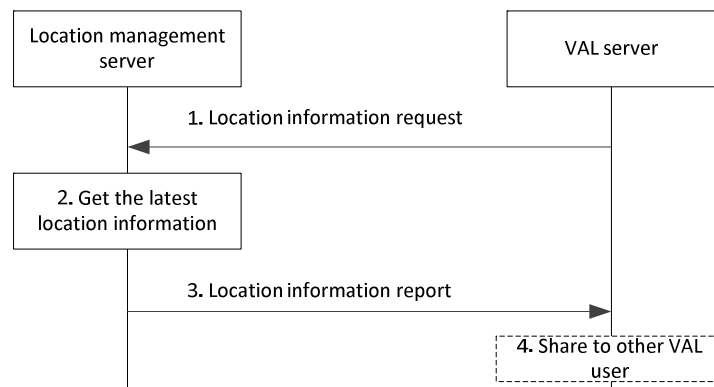 Location management
server
VAL server
1. Location information request
2. Get the latest
location information
3. Location information report
4. Share to other VAL
user